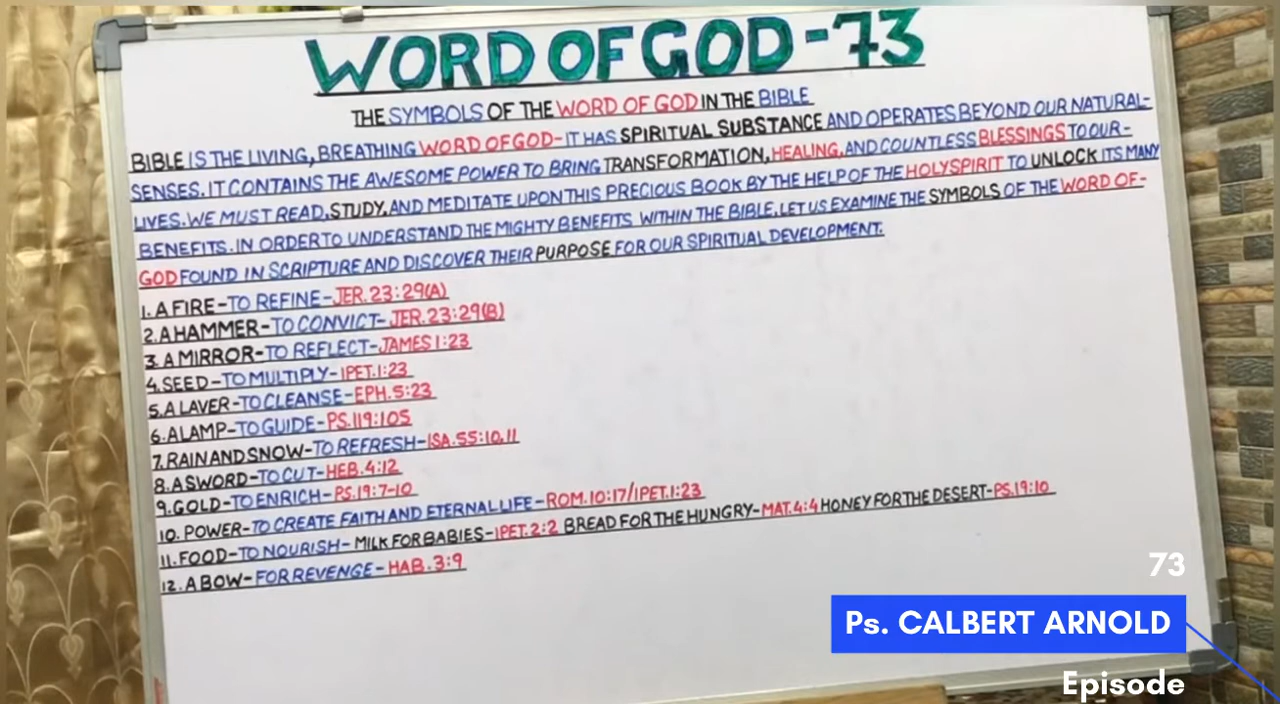 WORD OF GOD-73
THE SYMBOLS OF THE WORD OF GOD IN THE BIBLE
BIBLE IS THE LIVING, BREATHING WORD OF GOD-IT HAS SPIRITUAL SUBSTANCE AND OPERATES BEYOND OUR NATURAL-
SENSES. IT CONTAINS THE AWESOME POWER TO BRING TRANSFORMATION, HEALING, AND COUNTLESS BLESSINGS TO OUR-
LIVES. WE MUST READ, STUDY, AND MEDITATE UPON THIS PRECIOUS BOOK BY THE HELP OF THE HOLY SPIRIT TO UNLOCK ITS MANY
BENEFITS. IN ORDER TO UNDERSTAND THE MIGHTY BENEFITS WITHIN THE BIBLE, LET US EXAMINE THE SYMBOLS OF THE WORD OF-
GOD FOUND IN SCRIPTURE AND DISCOVER THEIR PURPOSE FOR OUR SPIRITUAL DEVELOPMENT.
1. A FIRE-TO REFINE-JER. 23:29(A)
2. A HAMMER-TO CONVICT-JER. 23:29(B)
3. A MIRROR-TO REFLECT-JAMES 1:23
4. SEED-TO MULTIPLY-1PET.1:23
5. A LAVER-TO CLEANSE-EPH.5:23
6. A LAMP-TO GUIDE-PS.119:105
7. RAIN AND SNOW-TO REFRESH-ISA.55:10,11
8. A SWORD-TO CUT-HEB.4:12
9. GOLD-TO ENRICH-PS.19:7-10
10. POWER-TO CREATE FAITH AND ETERNAL LIFE-ROM.10:17/1PET.1:23
11. FOOD-TO NOURISH-MILK FOR BABIES-1PET.2:2 BREAD FOR THE HUNGRY-MAT.4:4 HONEY FOR THE DESERT-PS.19:10
12. A BOW-FOR REVENGE-HAB.3:9
73
Ps. CALBERT ARNOLD
Episode